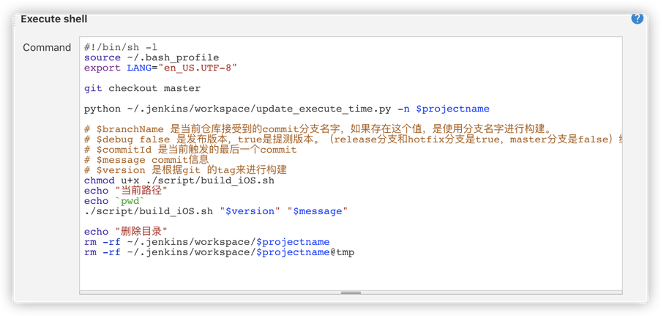 Execute shell
?
Command
#!/bin/sh -l
source ~/.bash_profile
export LANG="en_US.UTF-8"
git checkout master
python ~/.jenkins/workspace/update_execute_time.py -n $projectname
# $branchName 是当前仓库接受到的commit分支名字，如果存在这个值，是使用分支名字进行构建。
# $debug false 是发布版本，true是提测版本。（release分支和hotfix分支是true，master分支是false）
# $commitId 是当前触发的最后一个commit
# $message commit信息
# $version 是根据git 的tag来进行构建
chmod u+x ./script/build_iOS.sh
echo "当前路径"
echo `pwd`
./script/build_iOS.sh "$version" "$message"
echo "删除目录"
rm -rf ~/.jenkins/workspace/$projectname
rm -rf ~/.jenkins/workspace/$projectname@tmp